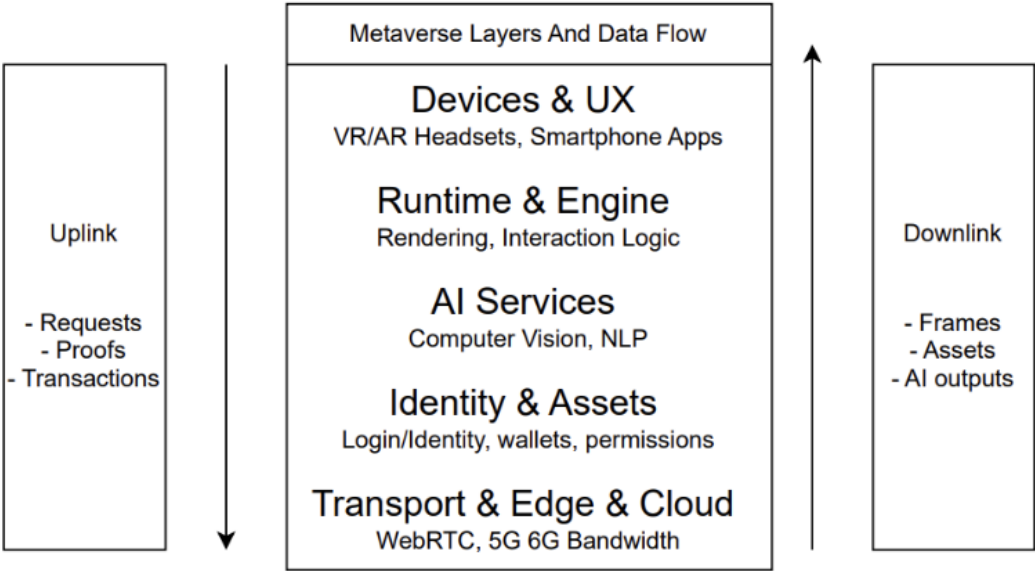 Metaverse Layers And Data Flow
Devices & UX
VR/AR Headsets, Smartphone Apps
Runtime & Engine
Rendering, Interaction Logic
AI Services
Computer Vision, NLP
Identity & Assets
Login/Identity, wallets, permissions
Transport & Edge & Cloud
WebRTC, 5G 6G Bandwidth
Uplink
- Requests
- Proofs
- Transactions
Downlink
- Frames
- Assets
- AI outputs